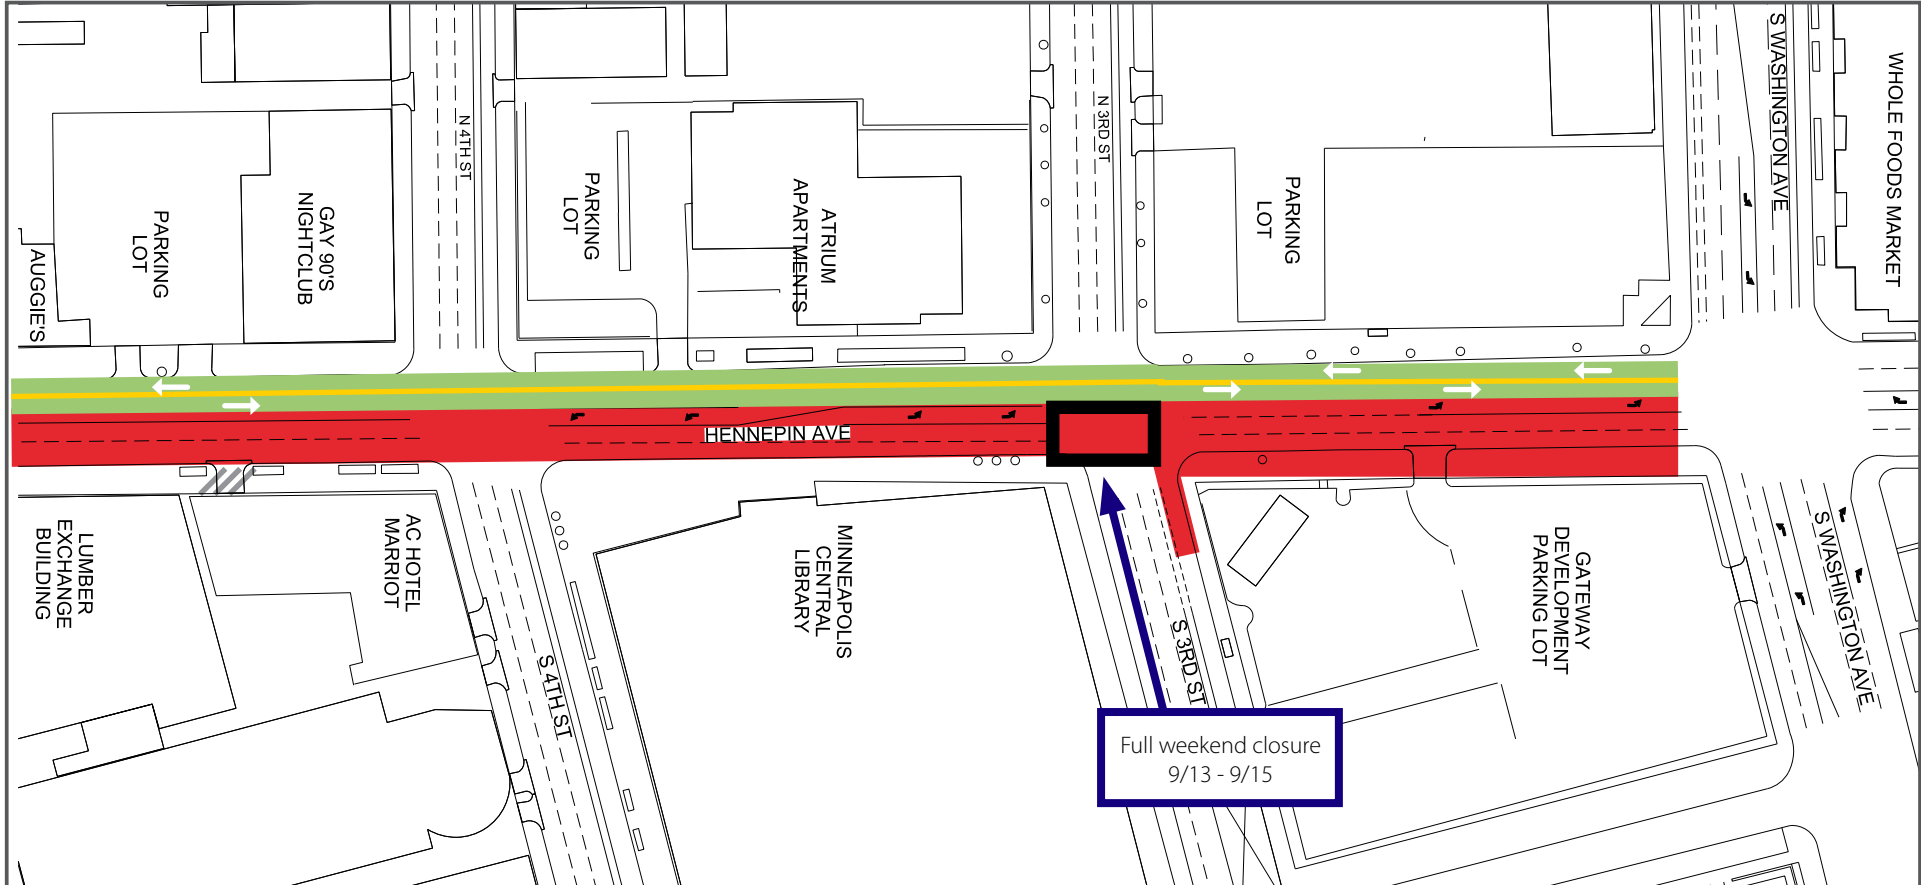 AUGGIE'S
PARKING
LOT
GAY 90'S
NIGHTCLUB
N 4TH ST
PARKING
LOT
ATRIUM
APARTMENTS
N 3RD ST
PARKING
LOT
S WASHINGTON AVE
WHOLE FOODS MARKET
HENNEPIN AVE
LUMBER
EXCHANGE
BUILDING
AC HOTEL
MARRIOT
S 4TH ST
MINNEAPOLIS
CENTRAL
LIBRARY
S 3RD ST
GATEWAY
DEVELOPMENT
PARKING LOT
S WASHINGTON AVE
Full weekend closure
9/13 - 9/15